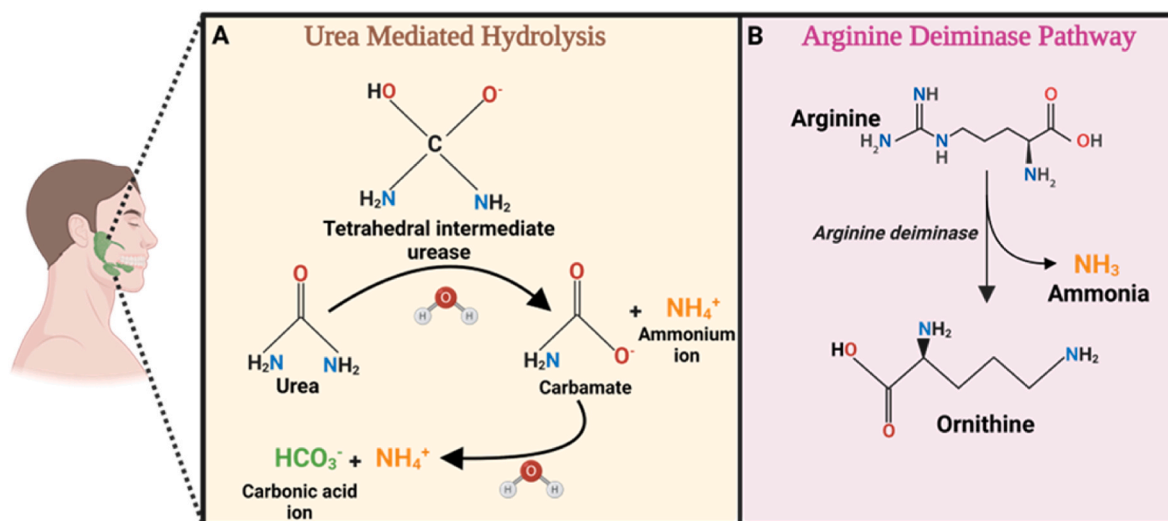 A
Urea Mediated Hydrolysis
HO
O⁻
C
H₂N
NH₂
Tetrahedral intermediate
urease
O
O
H
H
H₂N
NH₂
Urea
O
H₂N
O⁻
Carbamate
+
NH₄⁺
Ammonium
ion
HCO₃⁻ + NH₄⁺
Carbonic acid
ion
O
H
H
B
Arginine Deiminase Pathway
Arginine
NH
H₂N
N
H
O
OH
NH₂
Arginine deiminase
NH₃
Ammonia
HO
NH₂
NH₂
O
Ornithine